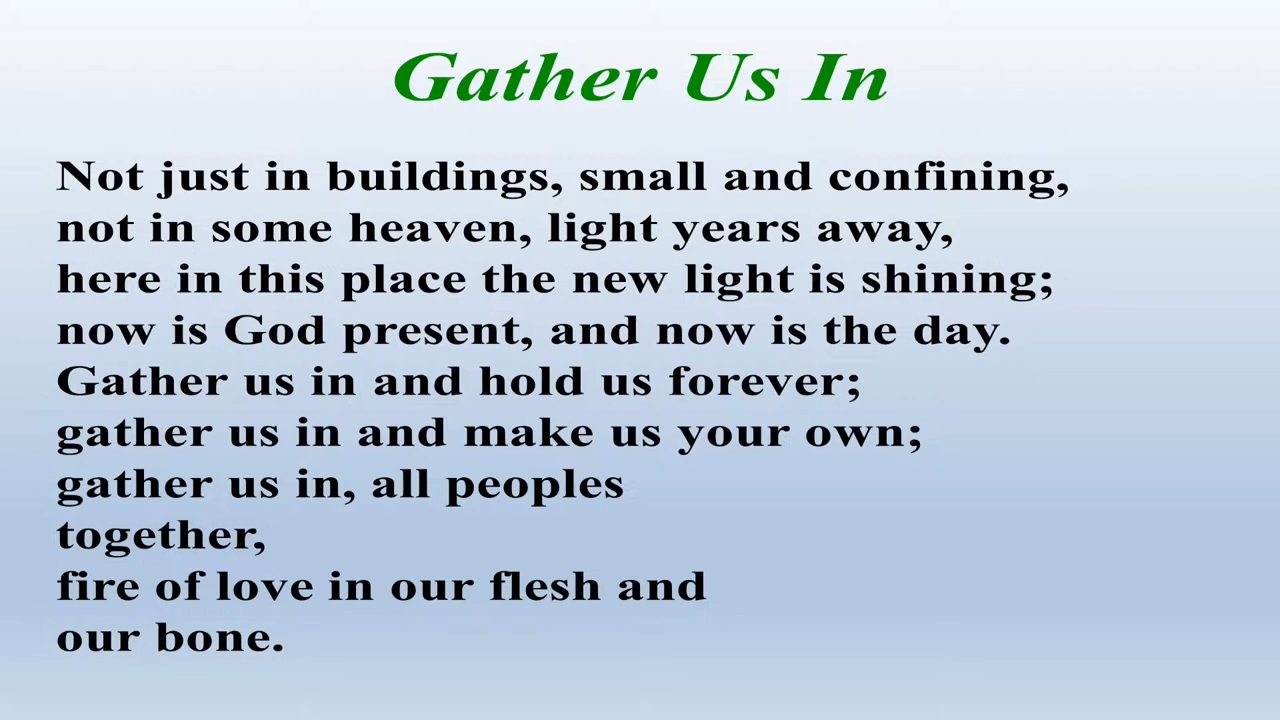 Gather Us In
Not just in buildings, small and confining,
not in some heaven, light years away,
here in this place the new light is shining;
now is God present, and now is the day.
Gather us in and hold us forever;
gather us in and make us your own;
gather us in, all peoples
together,
fire of love in our flesh and
our bone.